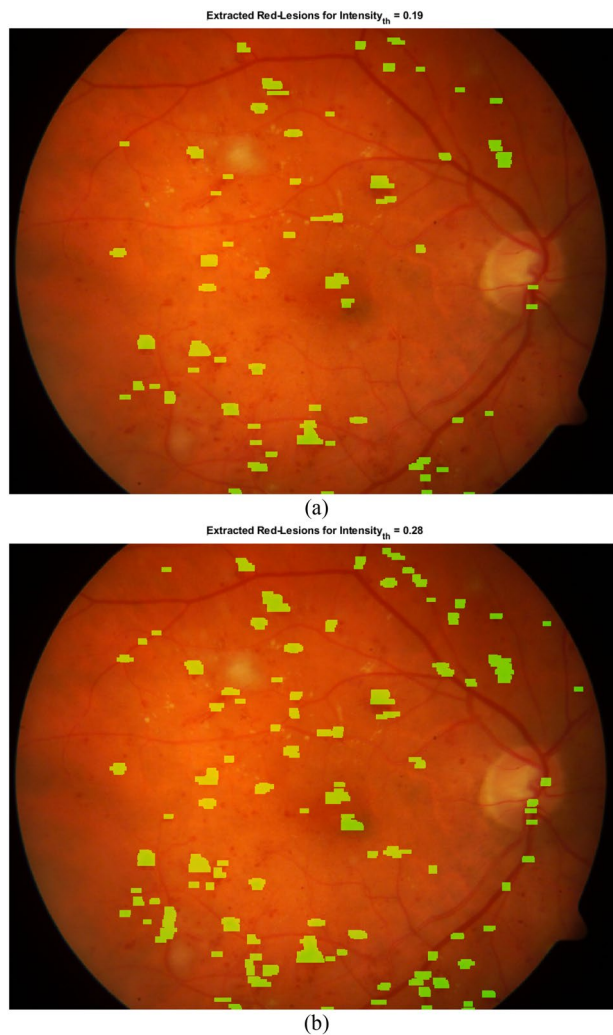 Extracted Red-Lesions for Intensity_th = 0.19
(a)
Extracted Red-Lesions for Intensity_th = 0.28
(b)